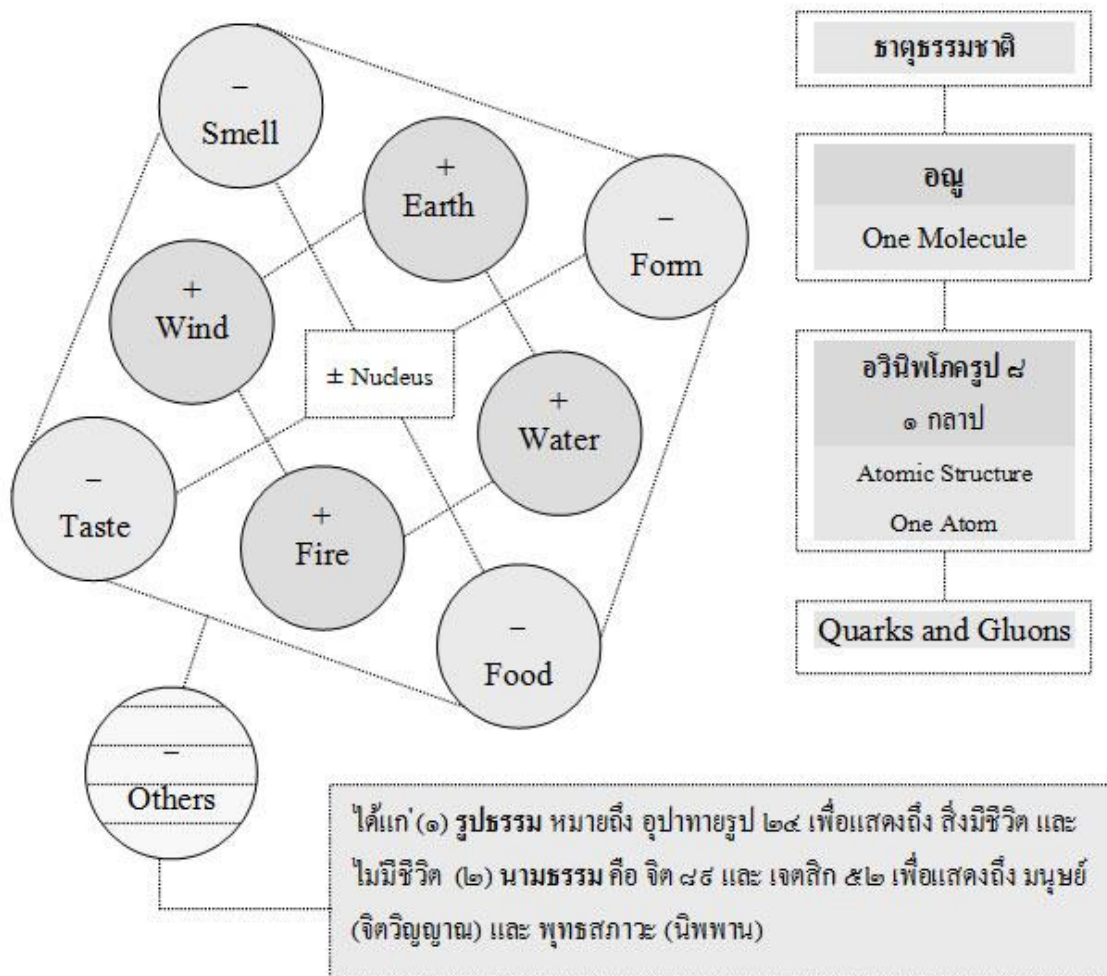 −
Smell
+
Earth
−
Form
+
Wind
± Nucleus
+
Water
−
Taste
+
Fire
−
Food
−
Others
ธาตุธรรมชาติ
อณู
One Molecule
อวินิพโภครูป ๘
๑ กลาป
Atomic Structure
One Atom
Quarks and Gluons
ได้แก่ (๑) รูปธรรม หมายถึง อุปาทายรูป ๒๔ เพื่อแสดงถึง สิ่งมีชีวิต และ
ไม่มีชีวิต (๒) นามธรรม คือ จิต ๘๙ และ เจตสิก ๕๒ เพื่อแสดงถึง มนุษย์
(จิตวิญญาณ) และ พุทธสภาวะ (นิพพาน)